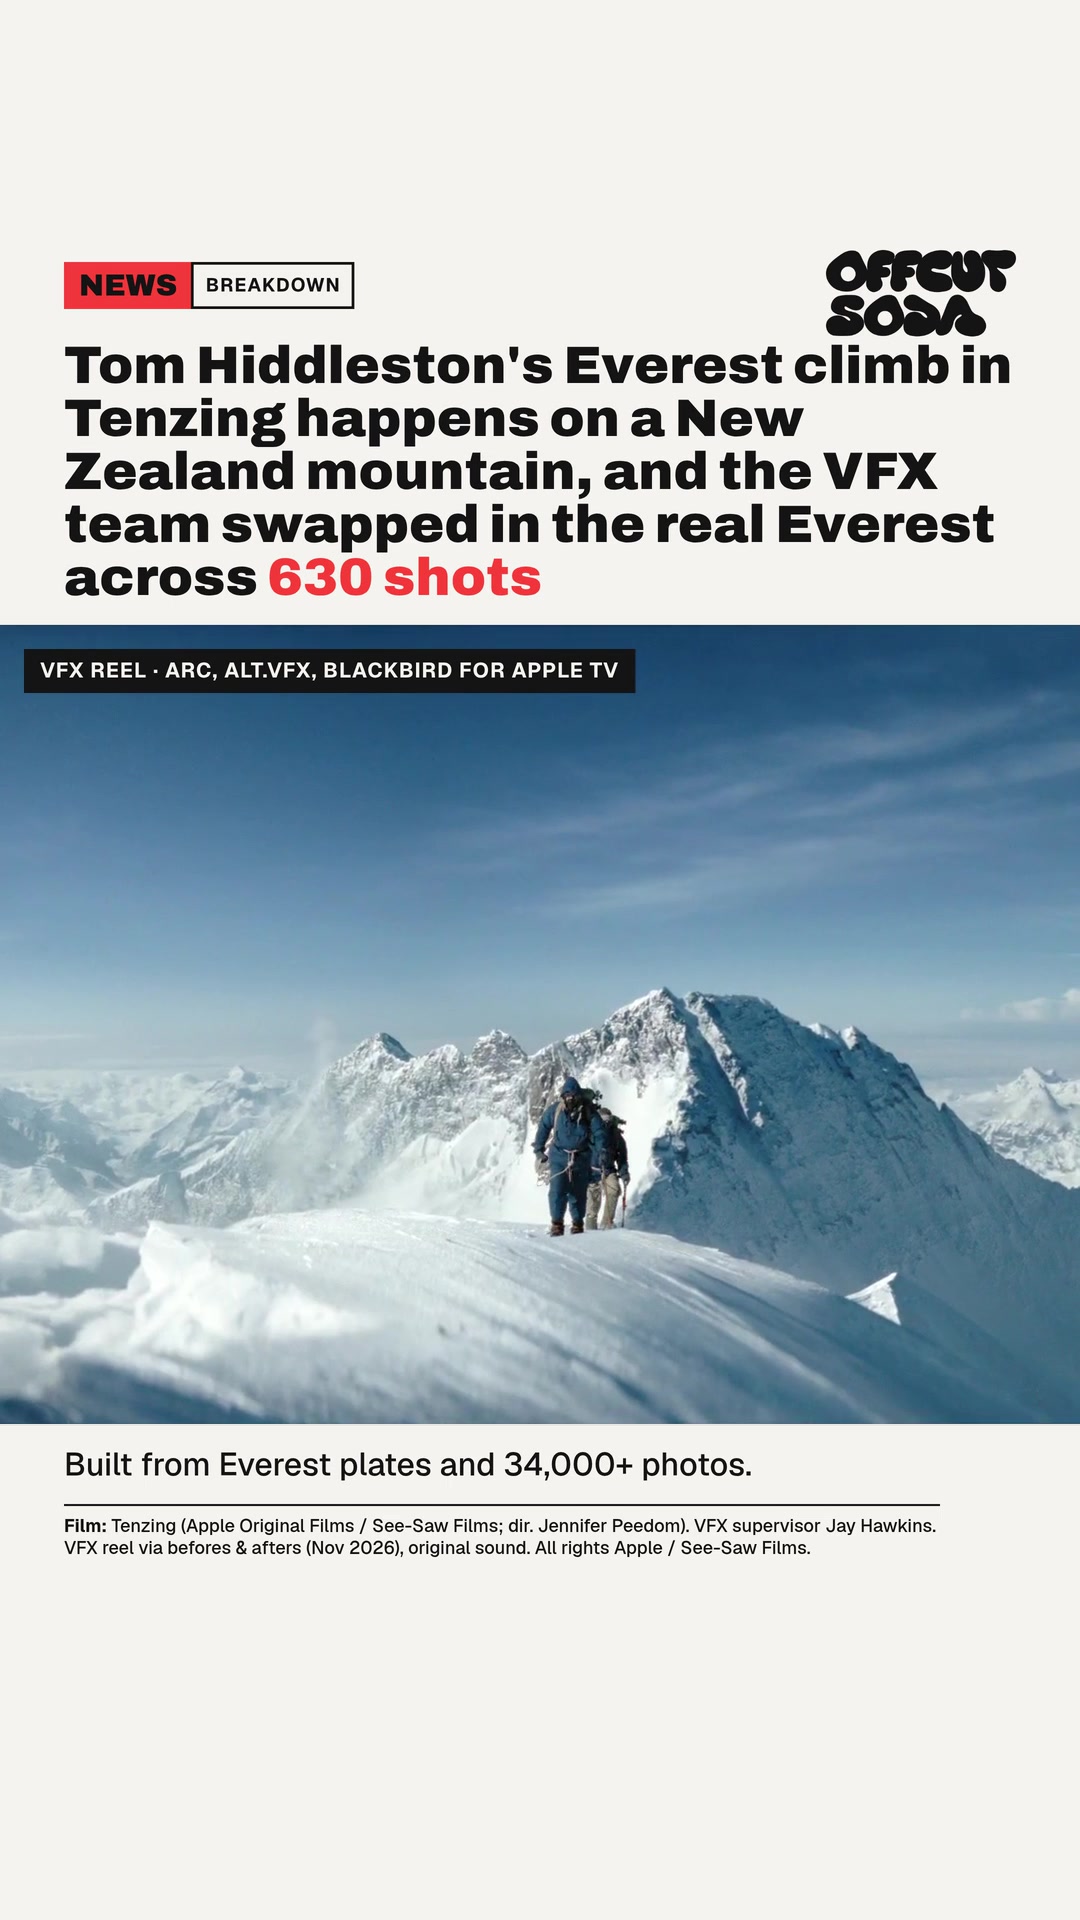 NEWS BREAKDOWN
OFFCUT
SODA
Tom Hiddleston's Everest climb in
Tenzing happens on a New
Zealand mountain, and the VFX
team swapped in the real Everest
across 630 shots
VFX REEL · ARC, ALT.VFX, BLACKBIRD FOR APPLE TV
Built from Everest plates and 34,000+ photos.
Film: Tenzing (Apple Original Films / See-Saw Films; dir. Jennifer Peedom). VFX supervisor Jay Hawkins.
VFX reel via befores & afters (Nov 2026), original sound. All rights Apple / See-Saw Films.